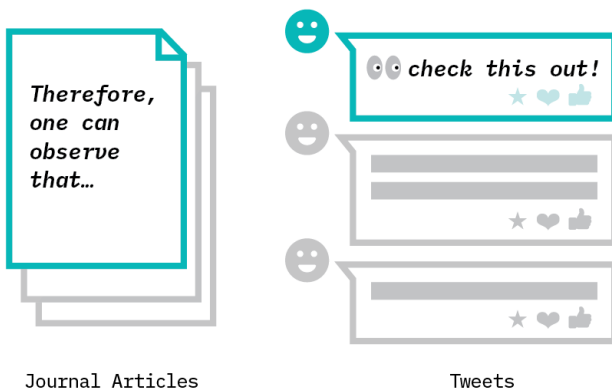 Therefore,
one can
observe
that…
👀 check this out!
Journal Articles
Tweets